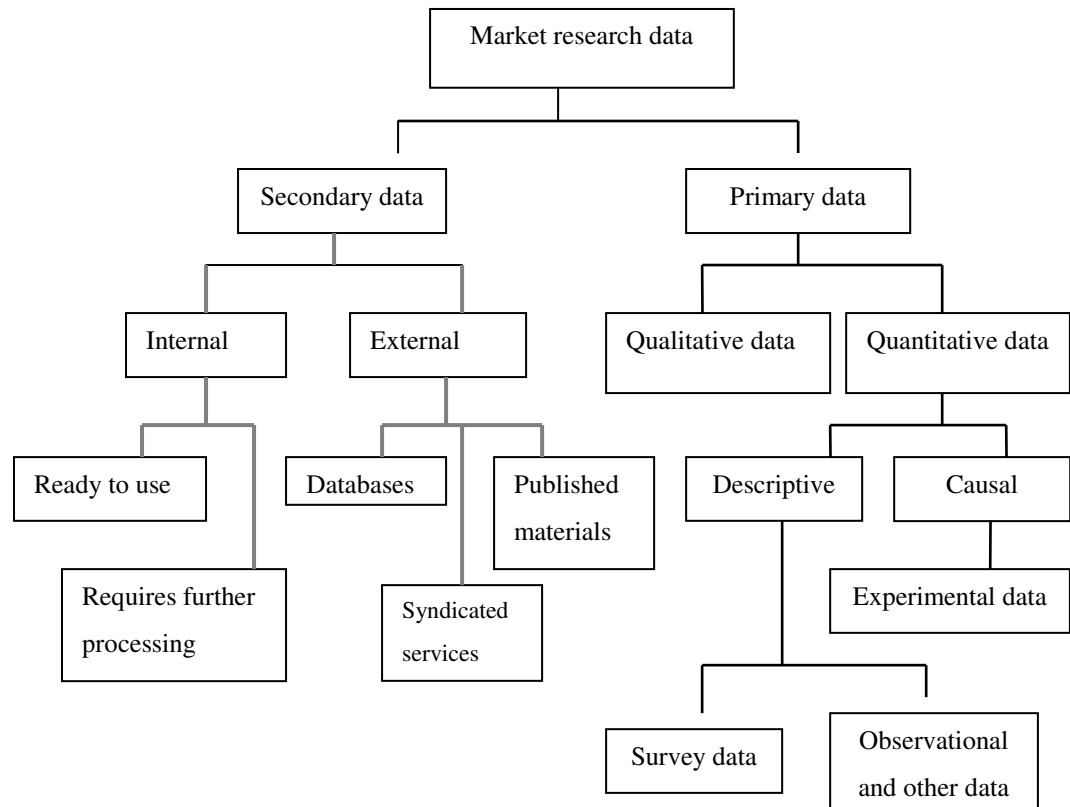 Market research data
Secondary data
Primary data
Internal
External
Qualitative data
Quantitative data
Ready to use
Databases
Published
materials
Descriptive
Causal
Requires further
processing
Syndicated
services
Experimental data
Survey data
Observational
and other data